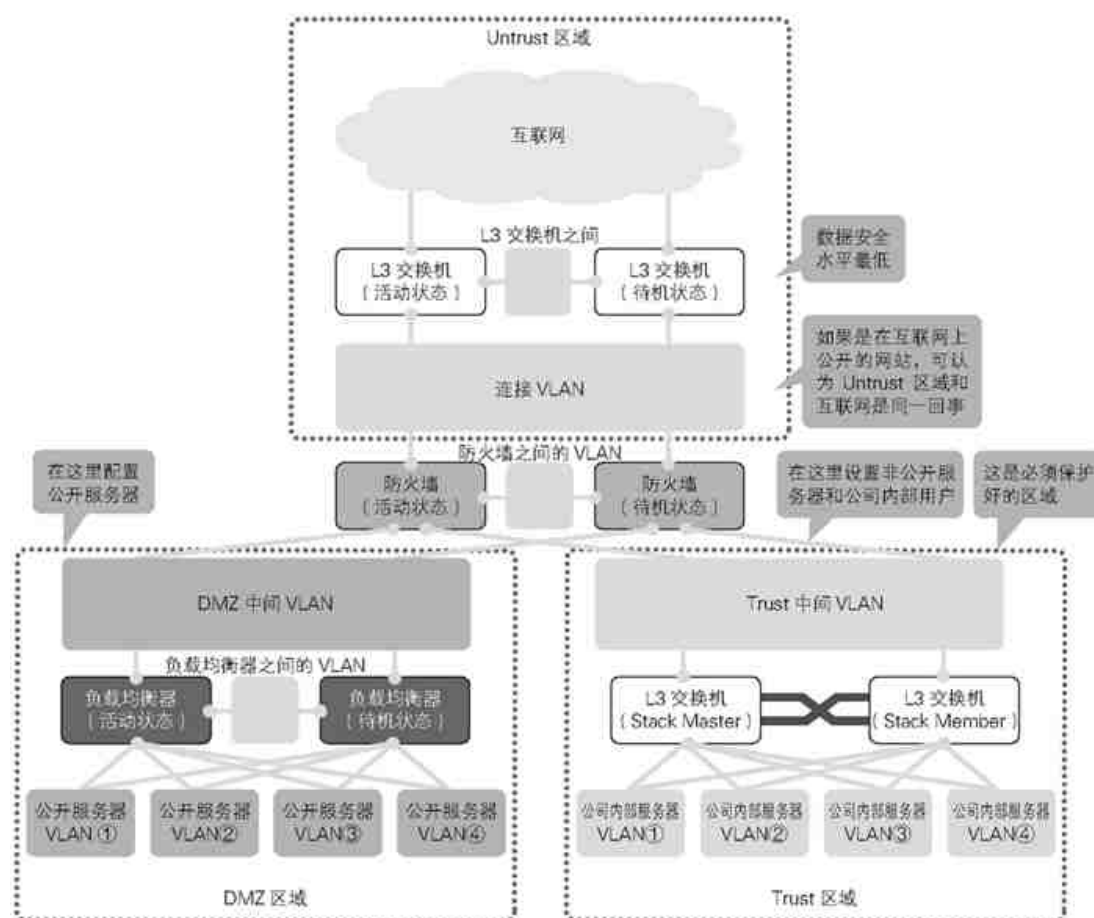 Untrust 区域
互联网
L3 交换机之间
L3 交换机
（活动状态）
L3 交换机
（待机状态）
数据安全
水平最低
连接 VLAN
如果是在互联网上
公开的网站，可认
为 Untrust 区域和
互联网是同一回事
防火墙之间的 VLAN
在这里配置
公开服务器
防火墙
（活动状态）
防火墙
（待机状态）
在这里设置非公开服
务器和公司内部用户
这是必须保护
好的区域
DMZ 中间 VLAN
Trust 中间 VLAN
负载均衡器之间的 VLAN
负载均衡器
（活动状态）
负载均衡器
（待机状态）
L3 交换机
（Stack Master）
L3 交换机
（Stack Member）
公开服务器
VLAN①
公开服务器
VLAN②
公开服务器
VLAN③
公开服务器
VLAN④
公司内部服务器
VLAN①
公司内部服务器
VLAN②
公司内部服务器
VLAN③
公司内部服务器
VLAN④
DMZ 区域
Trust 区域